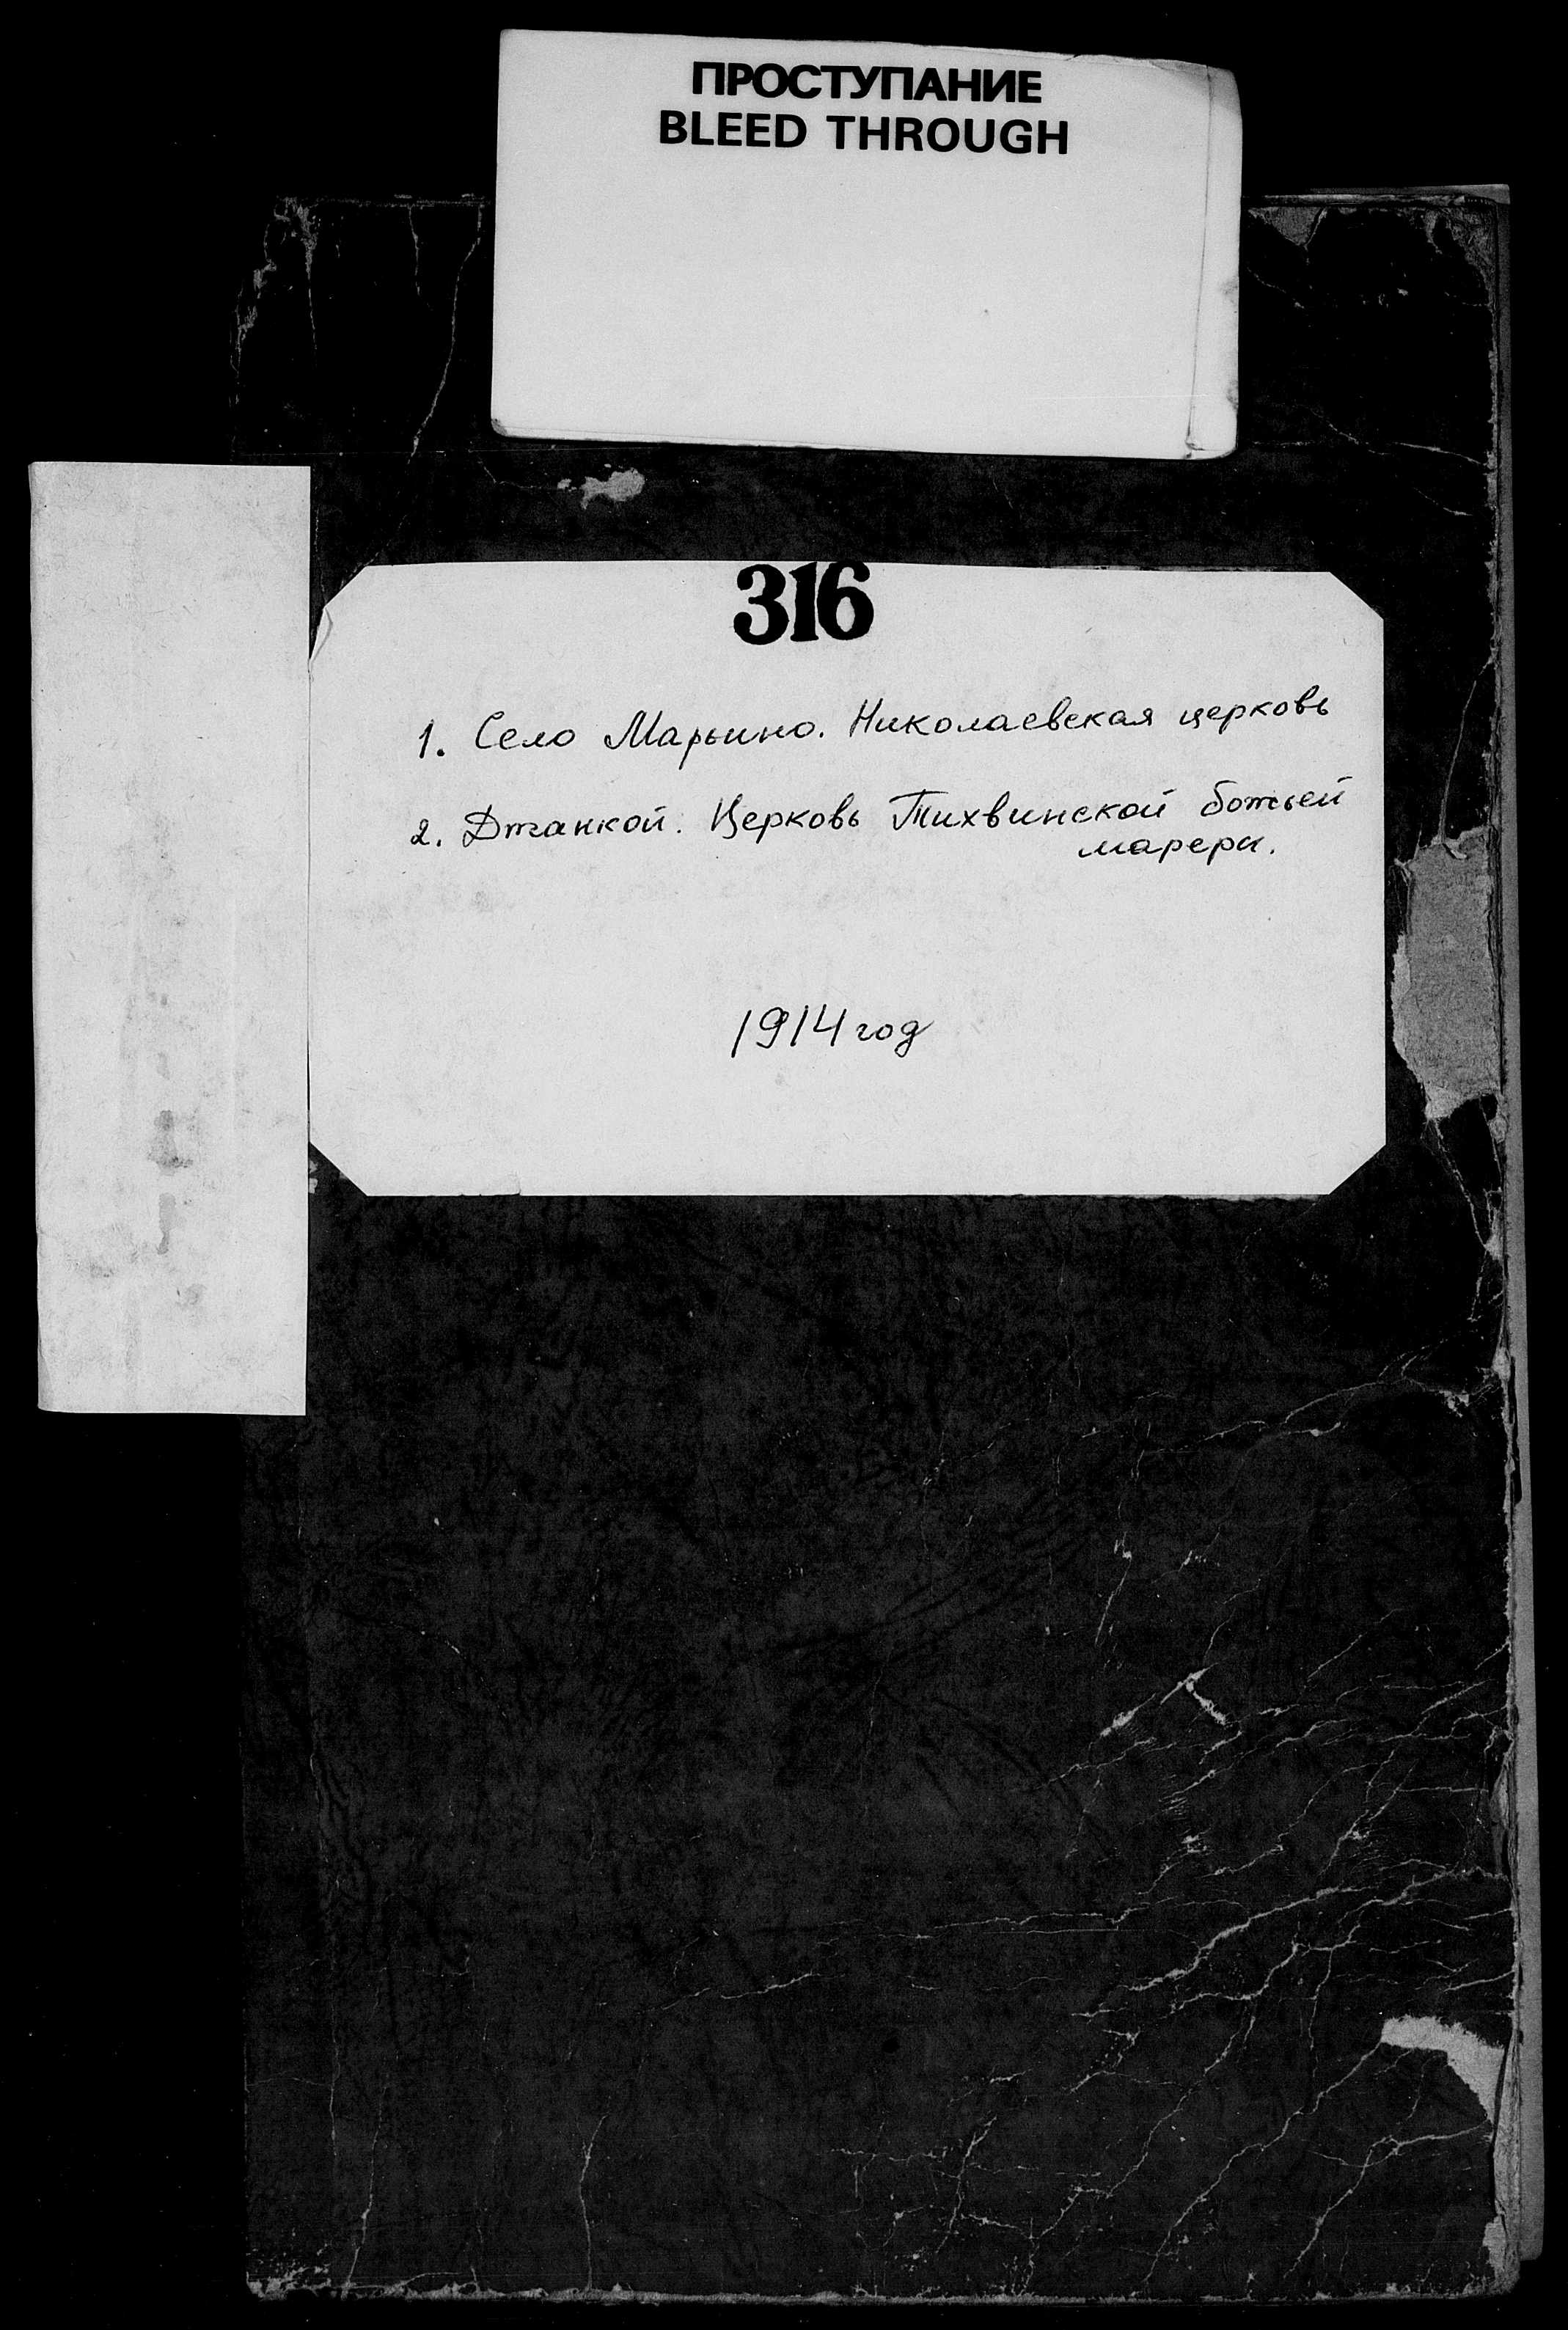 ПРОСТУПАНИЕ
BLEED THROUGH
316
1. Село Марьино. Николаевская церковь
2. Джанкой. Церковь Тихвинской божьей
матери.
1914 год